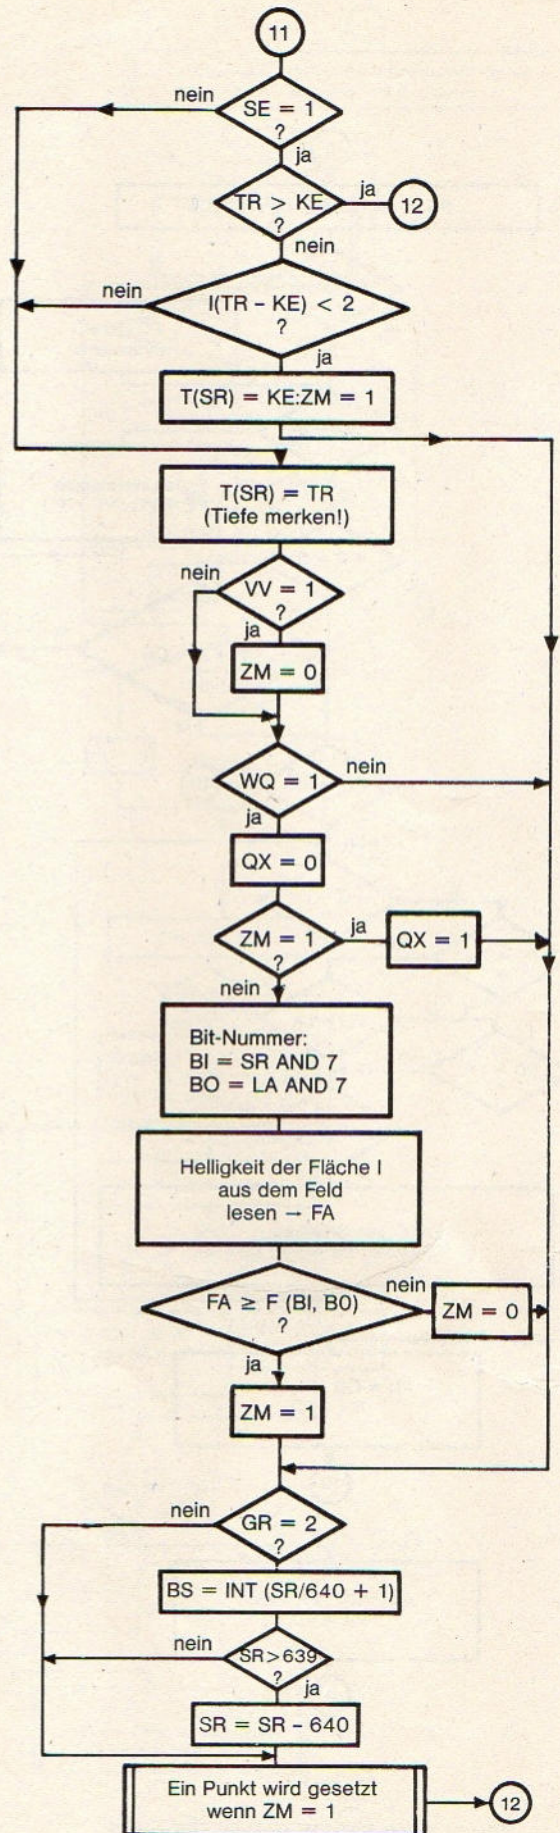 11
nein
SE = 1
?
ja
TR > KE
?
ja
12
nein
nein
I(TR – KE) < 2
?
ja
T(SR) = KE:ZM = 1
T(SR) = TR
(Tiefe merken!)
nein
VV = 1
?
ja
ZM = 0
WQ = 1
nein
ja
QX = 0
ZM = 1
?
ja
QX = 1
nein
Bit-Nummer:
BI = SR AND 7
BO = LA AND 7
Helligkeit der Fläche I
aus dem Feld
lesen → FA
FA ≥ F (BI, B0)
?
nein
ZM = 0
ja
ZM = 1
nein
GR = 2
?
BS = INT (SR/640 + 1)
nein
SR>639
?
ja
SR = SR - 640
Ein Punkt wird gesetzt
wenn ZM = 1
12